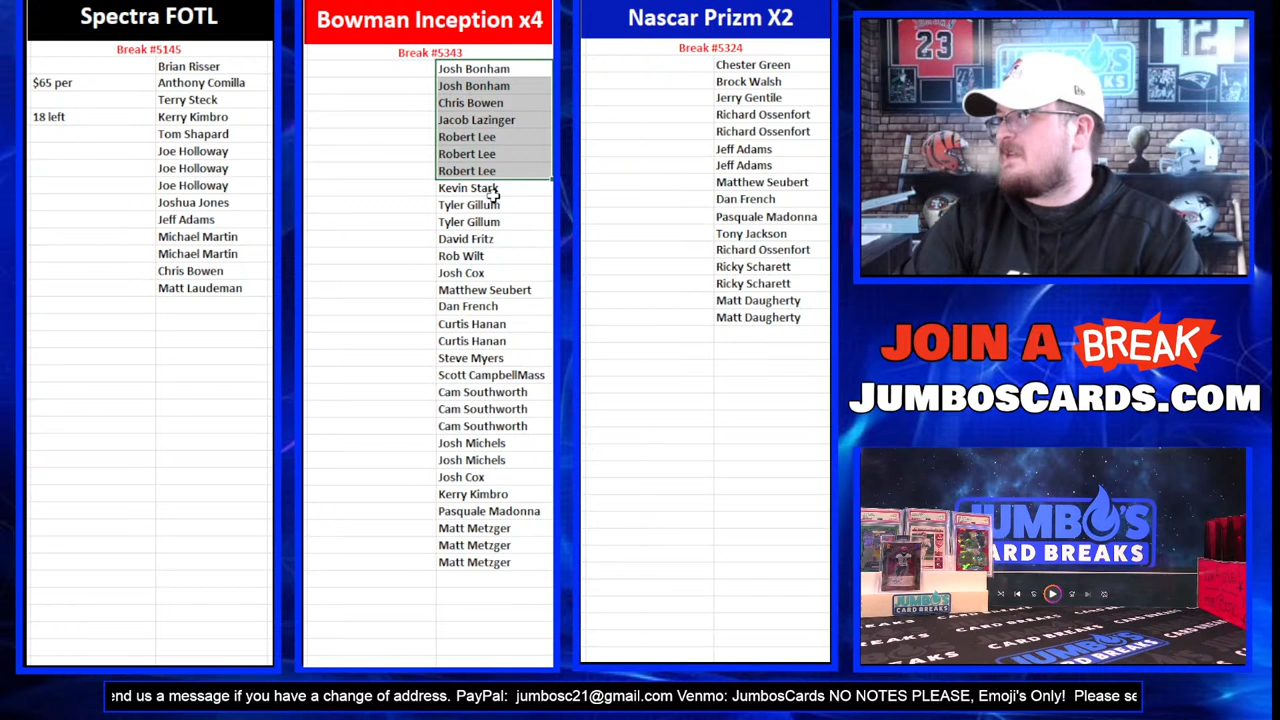 Spectra FOTL
Break #5145
Brian Risser
$65 per Anthony Comilla
Terry Steck
18 left Kerry Kimbro
Tom Shapard
Joe Holloway
Joe Holloway
Joe Holloway
Joshua Jones
Jeff Adams
Michael Martin
Michael Martin
Chris Bowen
Matt Laudeman
Bowman Inception x4
Break #5343
Josh Bonham
Josh Bonham
Chris Bowen
Jacob Lazinger
Robert Lee
Robert Lee
Robert Lee
Kevin Stark
Tyler Gillum
Tyler Gillum
David Fritz
Rob Wilt
Josh Cox
Matthew Seubert
Dan French
Curtis Hanan
Curtis Hanan
Steve Myers
Scott CampbellMass
Cam Southworth
Cam Southworth
Cam Southworth
Josh Michels
Josh Michels
Josh Cox
Kerry Kimbro
Pasquale Madonna
Matt Metzger
Matt Metzger
Matt Metzger
Nascar Prizm X2
Break #5324
Chester Green
Brock Walsh
Jerry Gentile
Richard Ossenfort
Richard Ossenfort
Jeff Adams
Jeff Adams
Matthew Seubert
Dan French
Pasquale Madonna
Tony Jackson
Richard Ossenfort
Ricky Scharett
Ricky Scharett
Matt Daugherty
Matt Daugherty
23
12
JOIN A BREAK
JUMBOSCARDS.COM
JUMBO'S
CARD BREAKS
JUMBO'S
CARD BREAKS
end us a message if you have a change of address. PayPal: jumbosc21@gmail.com Venmo: JumbosCards NO NOTES PLEASE, Emoji's Only! Please se